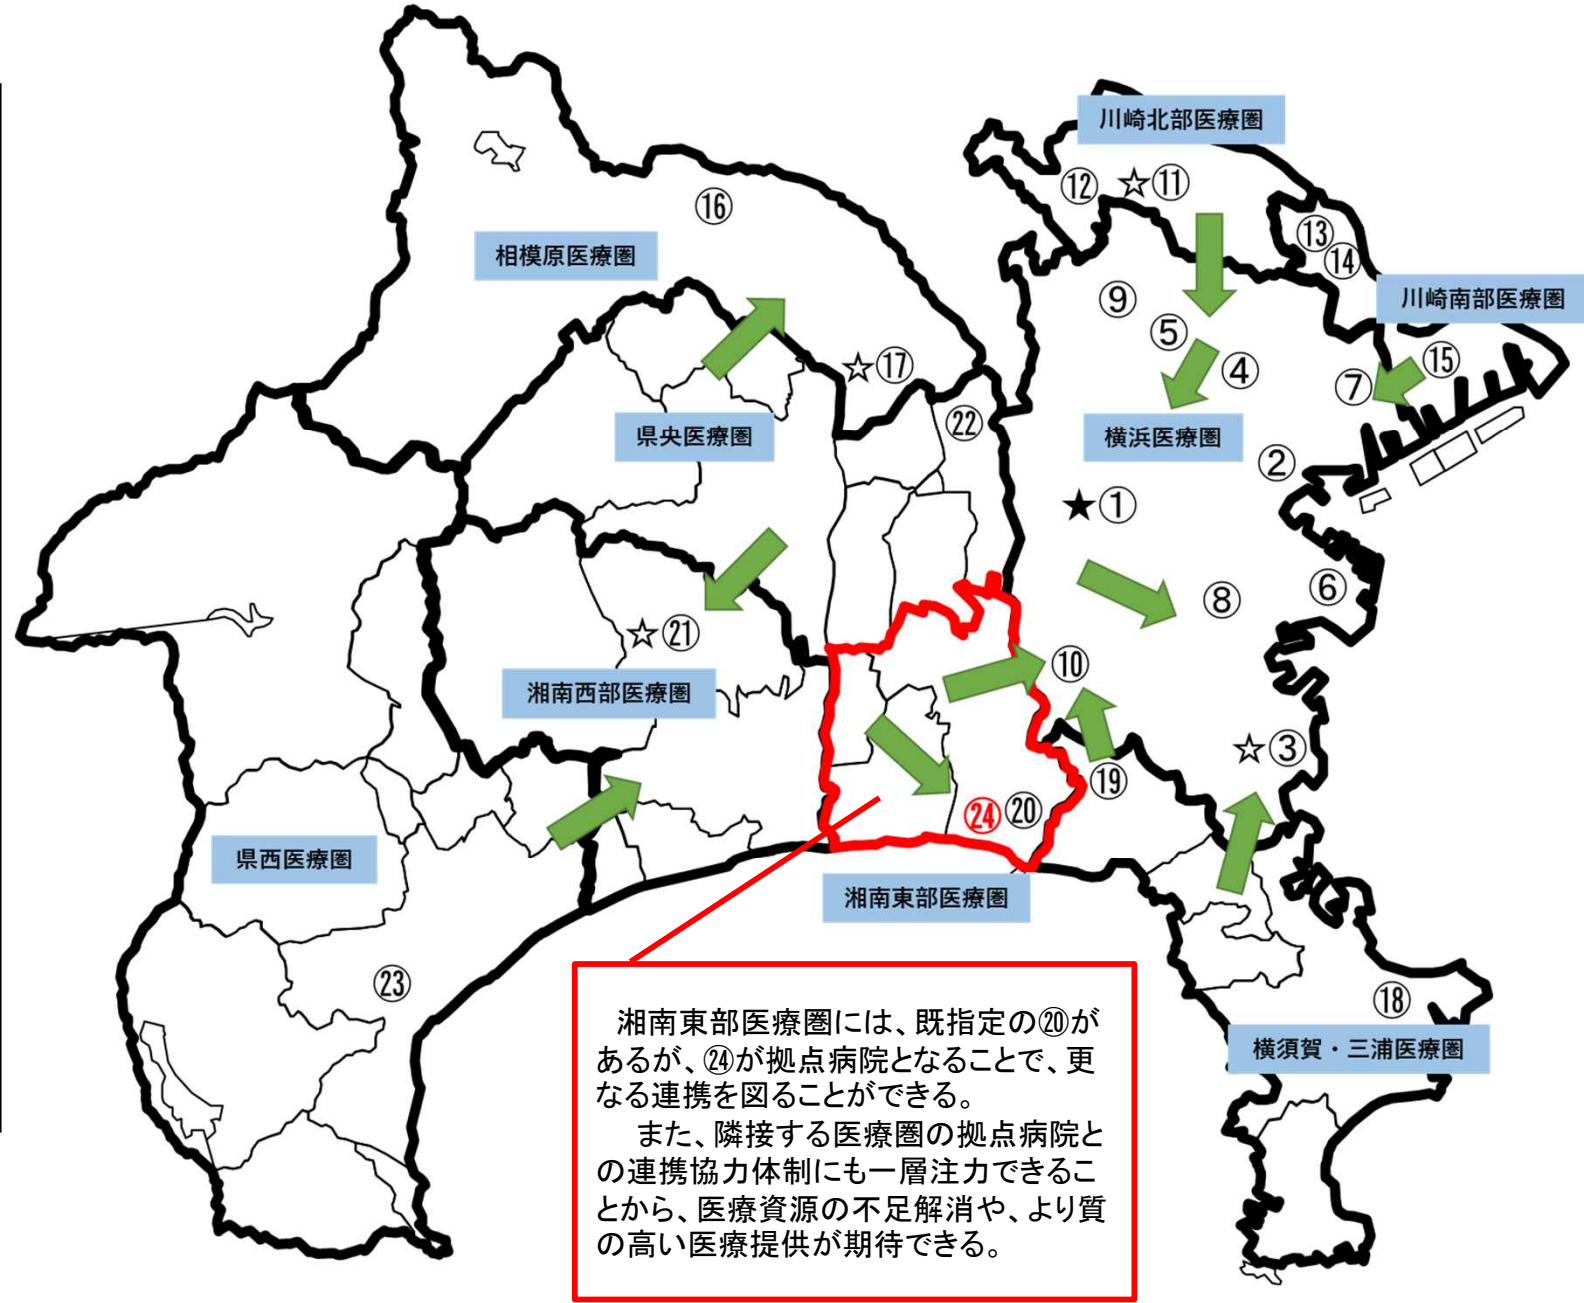 川崎北部医療圏
⑫ ☆⑪
⑯
⑬
⑭
相模原医療圏
川崎南部医療圏
⑨
⑤
④
☆⑰
⑦
⑮
県央医療圏
㉒
横浜医療圏
②
★①
⑥
⑧
☆㉑
⑩
湘南西部医療圏
☆③
⑲
㉔⑳
県西医療圏
湘南東部医療圏
㉓
⑱
横須賀・三浦医療圏
湘南東部医療圏には、既指定の⑳が
あるが、㉔が拠点病院となることで、更
なる連携を図ることができる。
また、隣接する医療圏の拠点病院と
の連携協力体制にも一層注力できるこ
とから、医療資源の不足解消や、より質
の高い医療提供が期待できる。